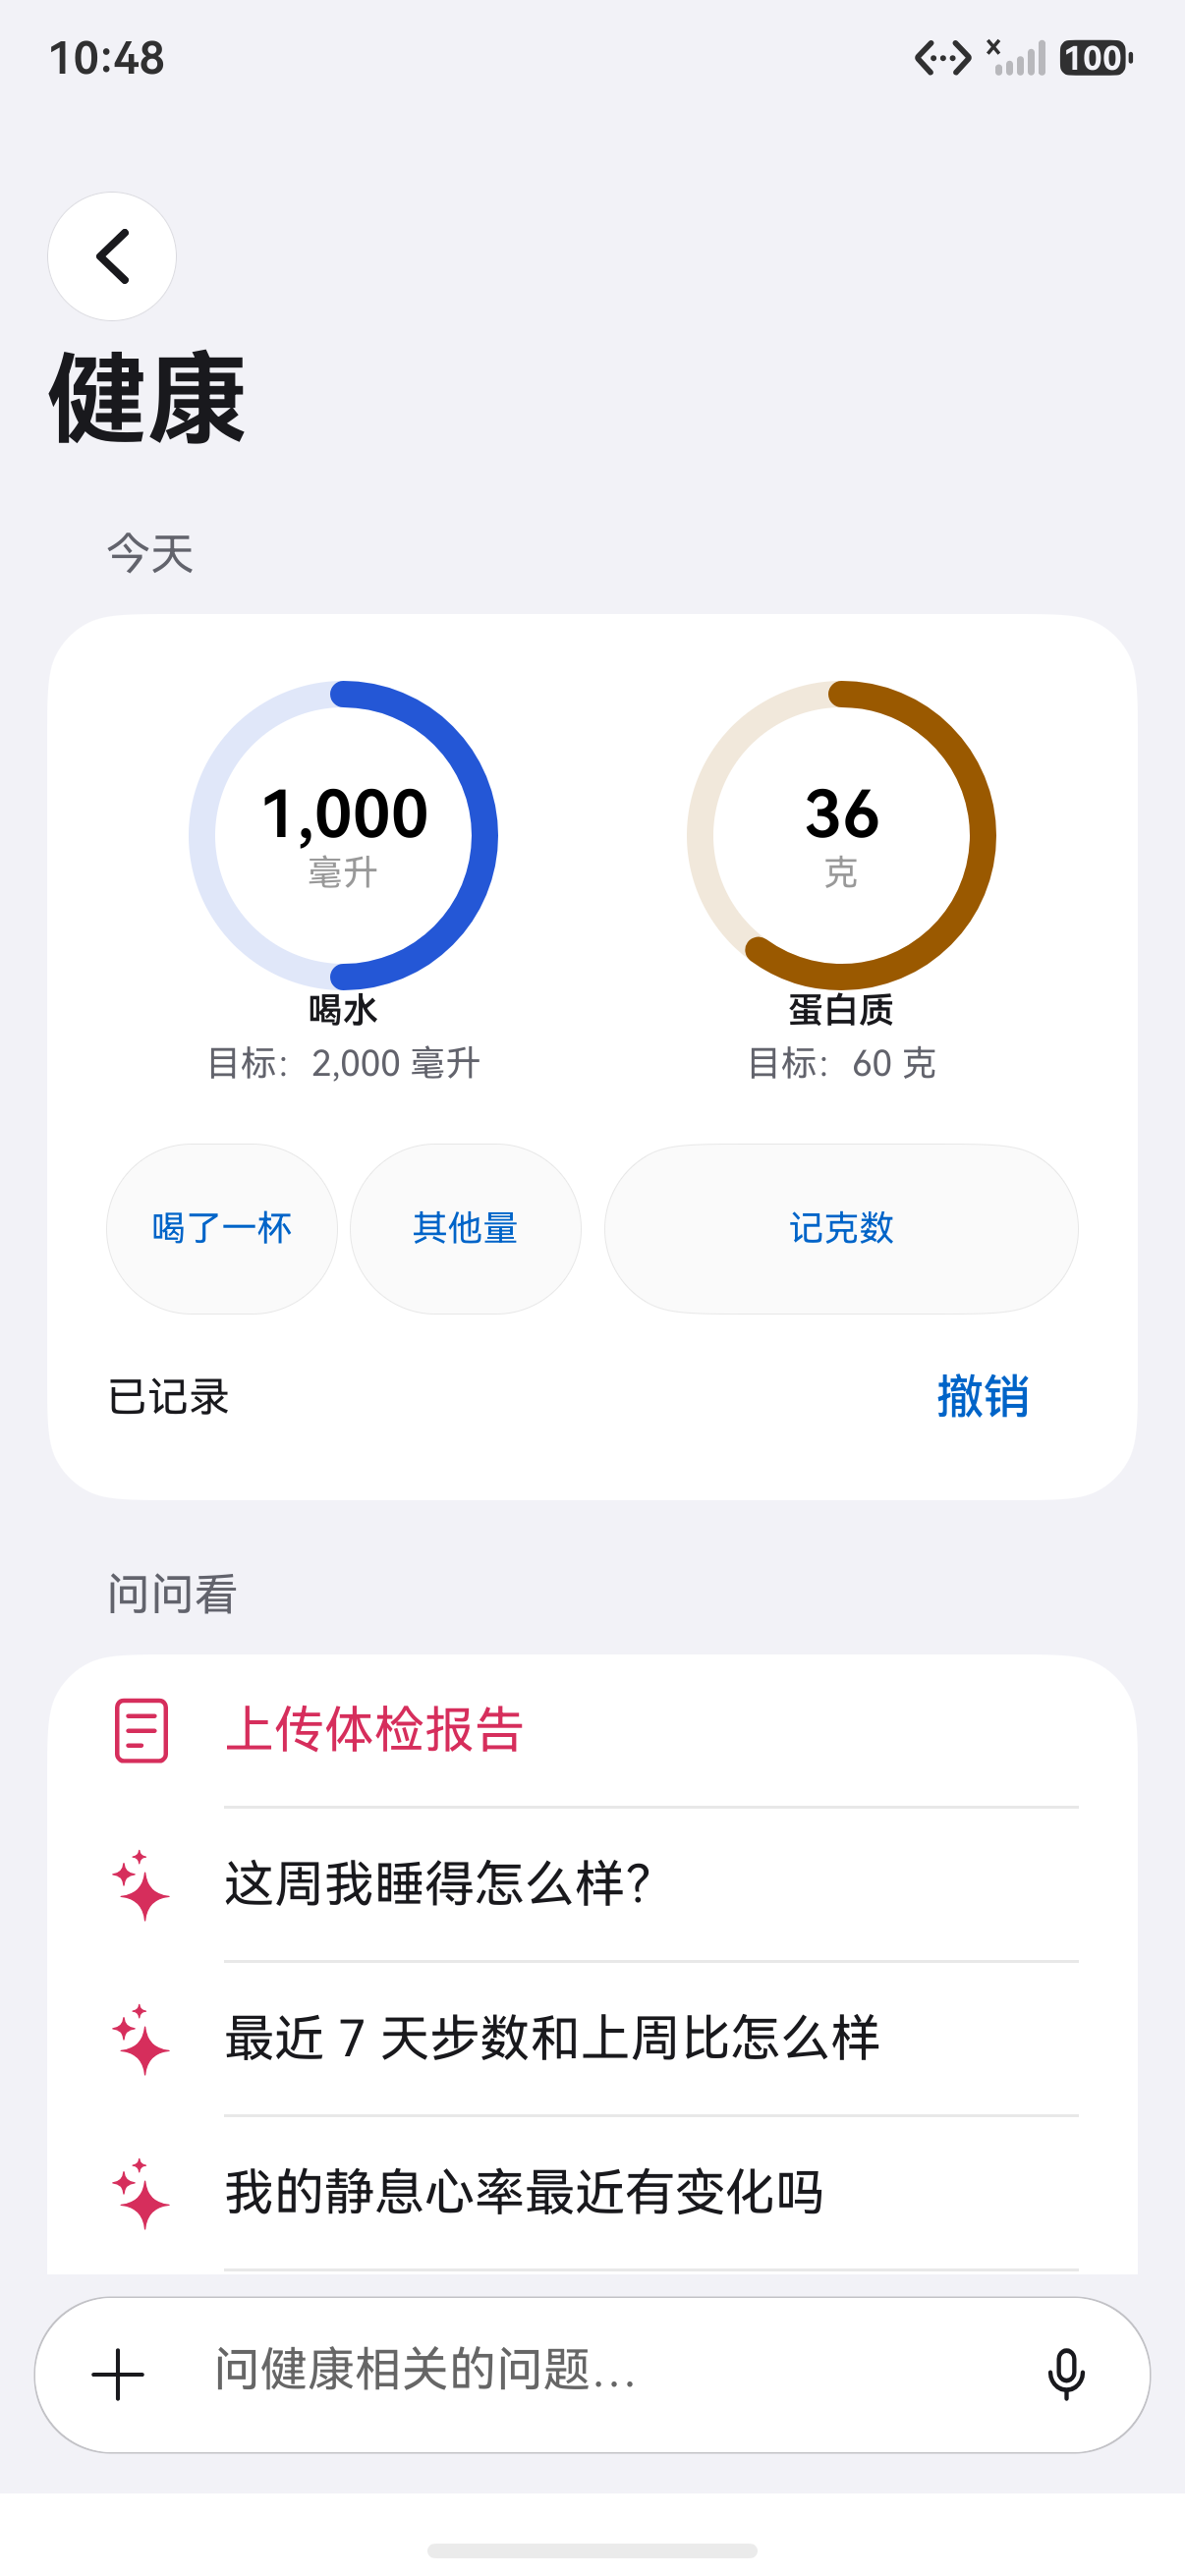 10:48
100
健康
今天
1,000
毫升
36
克
喝水
蛋白质
目标：2,000 毫升
目标：60 克
喝了一杯
其他量
记克数
已记录
撤销
问问看
上传体检报告
这周我睡得怎么样？
最近 7 天步数和上周比怎么样
我的静息心率最近有变化吗
问健康相关的问题...